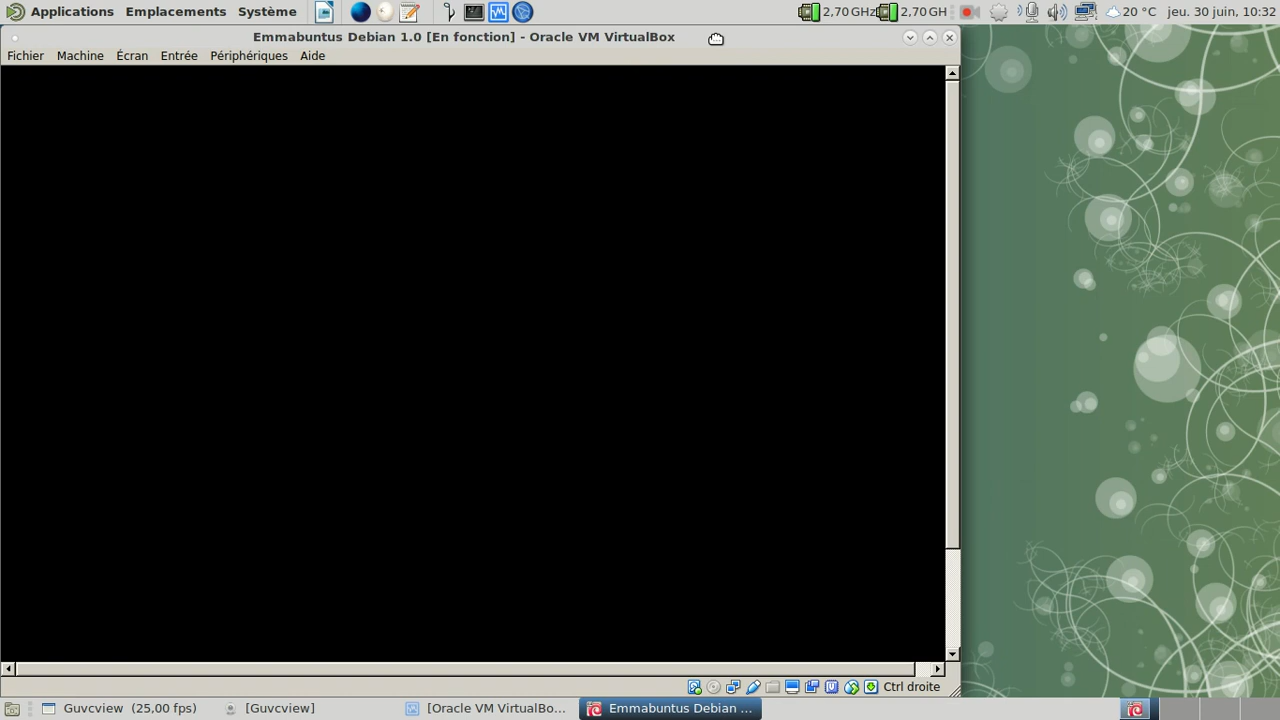 Applications Emplacements Système 2,70 GHz 2,70 GH 20 °C jeu. 30 juin, 10:32
Emmabuntus Debian 1.0 [En fonction] - Oracle VM VirtualBox
Fichier Machine Écran Entrée Périphériques Aide
Ctrl droite
Guvcview (25,00 fps) [Guvcview] [Oracle VM VirtualBo... Emmabuntus Debian ...